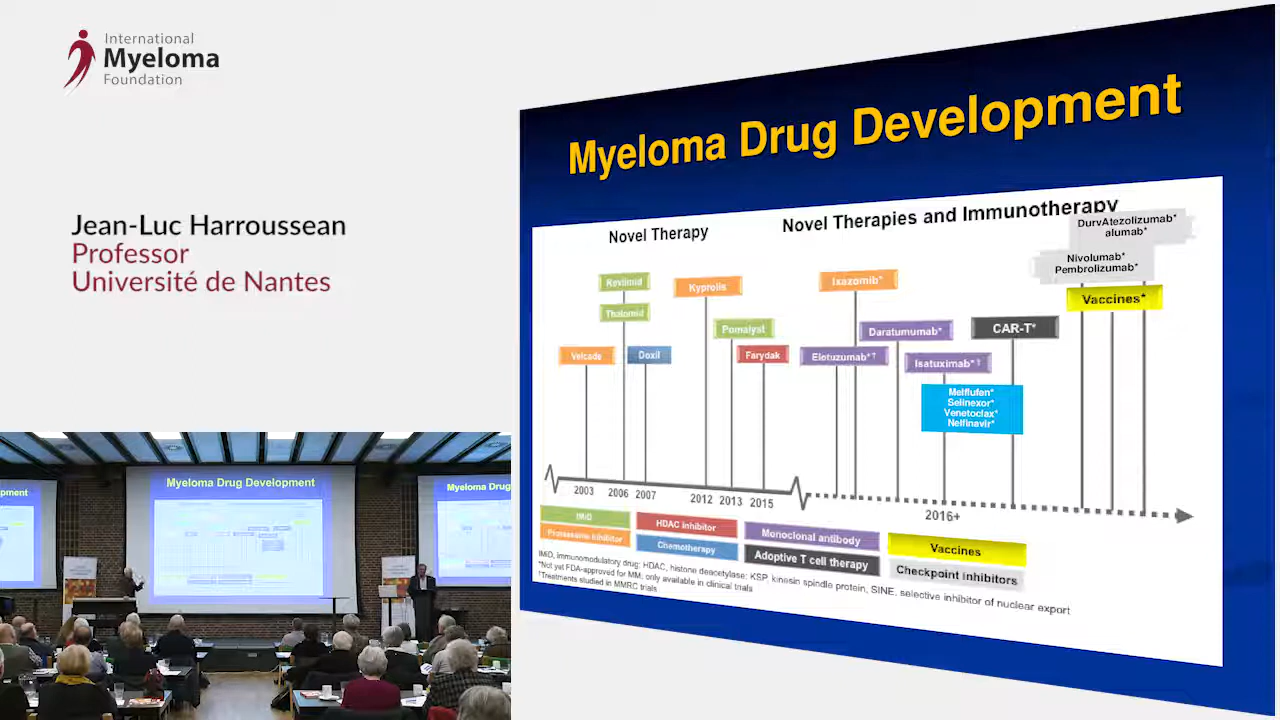 International
Myeloma
Foundation
Jean-Luc Harroussean
Professor
Université de Nantes
Myeloma Drug Development
Novel Therapy
Novel Therapies and Immunotherapy
DurvAtezolizumab*
alumab*
Nivolumab*
Pembrolizumab*
Vaccines*
Revlimid
Kyprolis
Ixazomib*
Thalomid
Pomalyst
Daratumumab*
CAR-T*
Velcade
Doxil
Farydak
Elotuzumab*†
Isatuximab*†
Melflufen*
Selinexor*
Venetoclax*
Nelfinavir*
2003
2006
2007
2012
2013
2015
2016+
IMiD
HDAC inhibitor
Monoclonal antibody
Vaccines
Proteasome inhibitor
Chemotherapy
Adoptive T cell therapy
Checkpoint inhibitors
IMiD, immunomodulatory drug: HDAC, histone deacetylase: KSP, kinesin spindle protein, SINE, selective inhibitor of nuclear export
*Not yet FDA-approved for MM, only available in clinical trials
†Treatments studied in MMRC trials
pment
Myeloma Drug Development
Myeloma Drug